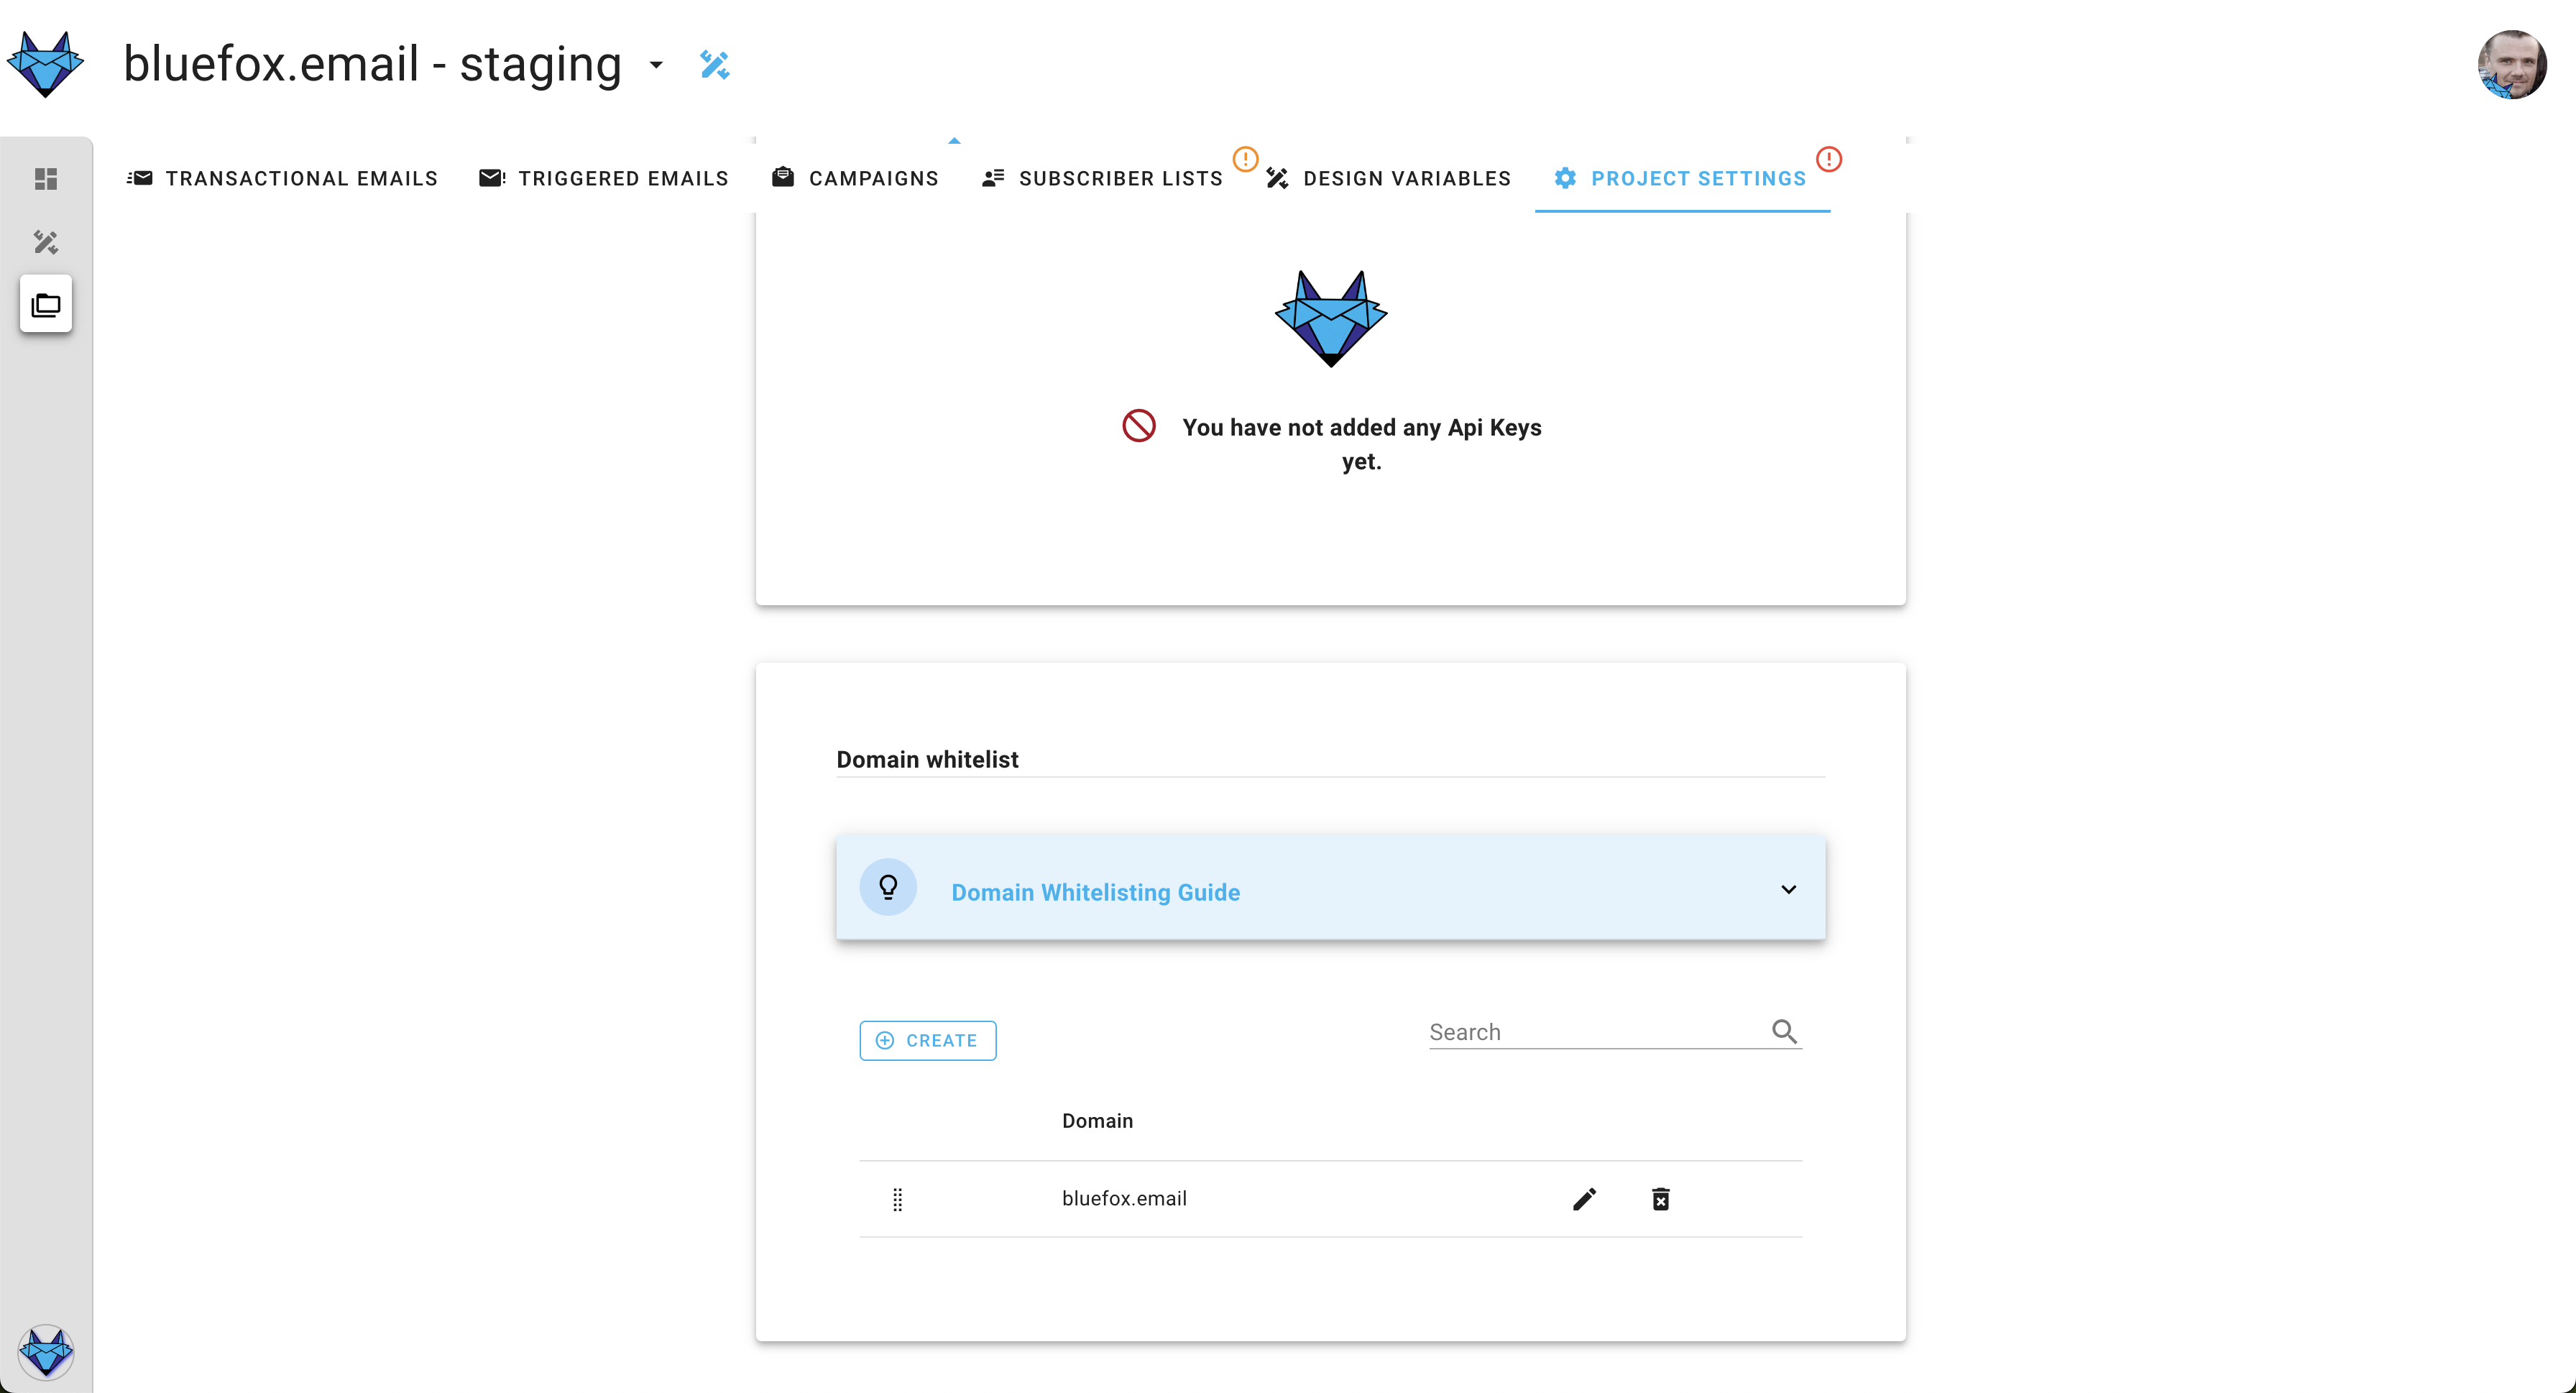 bluefox.email - staging
TRANSACTIONAL EMAILS
TRIGGERED EMAILS
CAMPAIGNS
SUBSCRIBER LISTS
DESIGN VARIABLES
PROJECT SETTINGS
You have not added any Api Keys
yet.
Domain whitelist
Domain Whitelisting Guide
CREATE
Search
Domain
bluefox.email